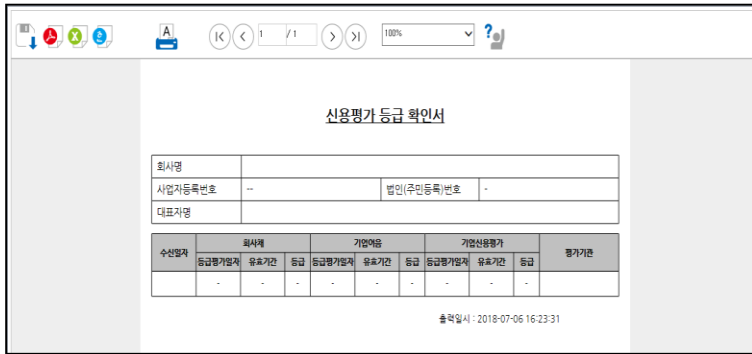 A 1 / 1 100% ?
신용평가 등급 확인서
회사명
사업자등록번호 -- 법인(주민등록)번호 -
대표자명
수신일자 회사채 기업어음 기업신용평가 평가기관
등급평가일자 유효기간 등급 등급평가일자 유효기간 등급 등급평가일자 유효기간 등급
- - - - - - - - -
출력일시 : 2018-07-06 16:23:31